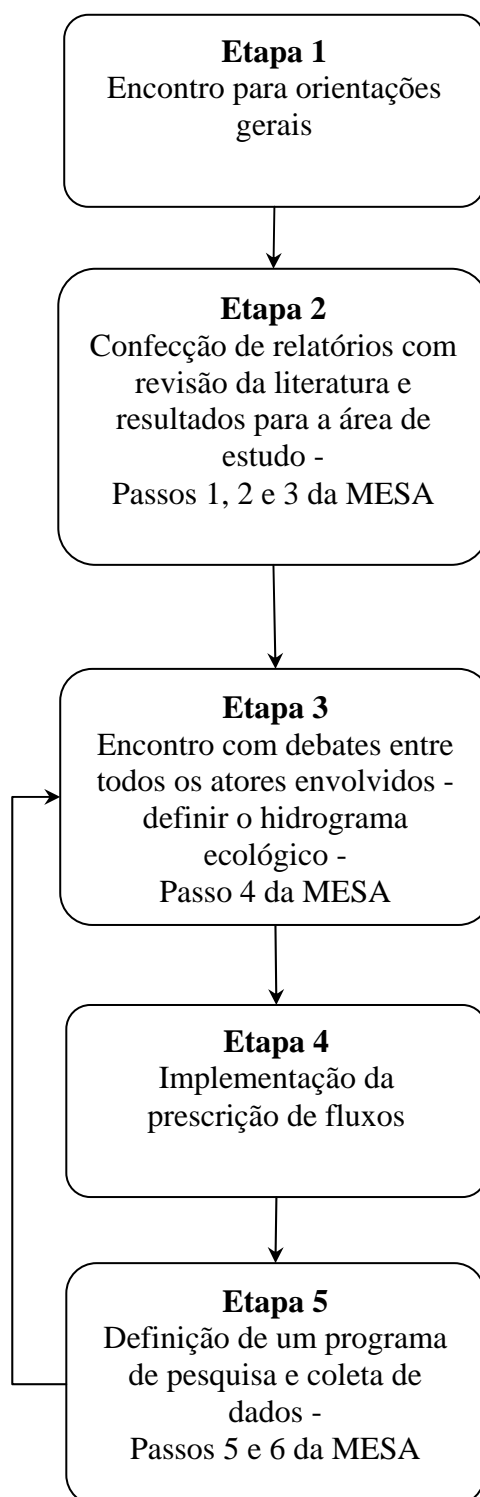 Etapa 1
Encontro para orientações
gerais
Etapa 2
Confecção de relatórios com
revisão da literatura e
resultados para a área de
estudo -
Passos 1, 2 e 3 da MESA
Etapa 3
Encontro com debates entre
todos os atores envolvidos -
definir o hidrograma
ecológico -
Passo 4 da MESA
Etapa 4
Implementação da
prescrição de fluxos
Etapa 5
Definição de um programa
de pesquisa e coleta de
dados -
Passos 5 e 6 da MESA